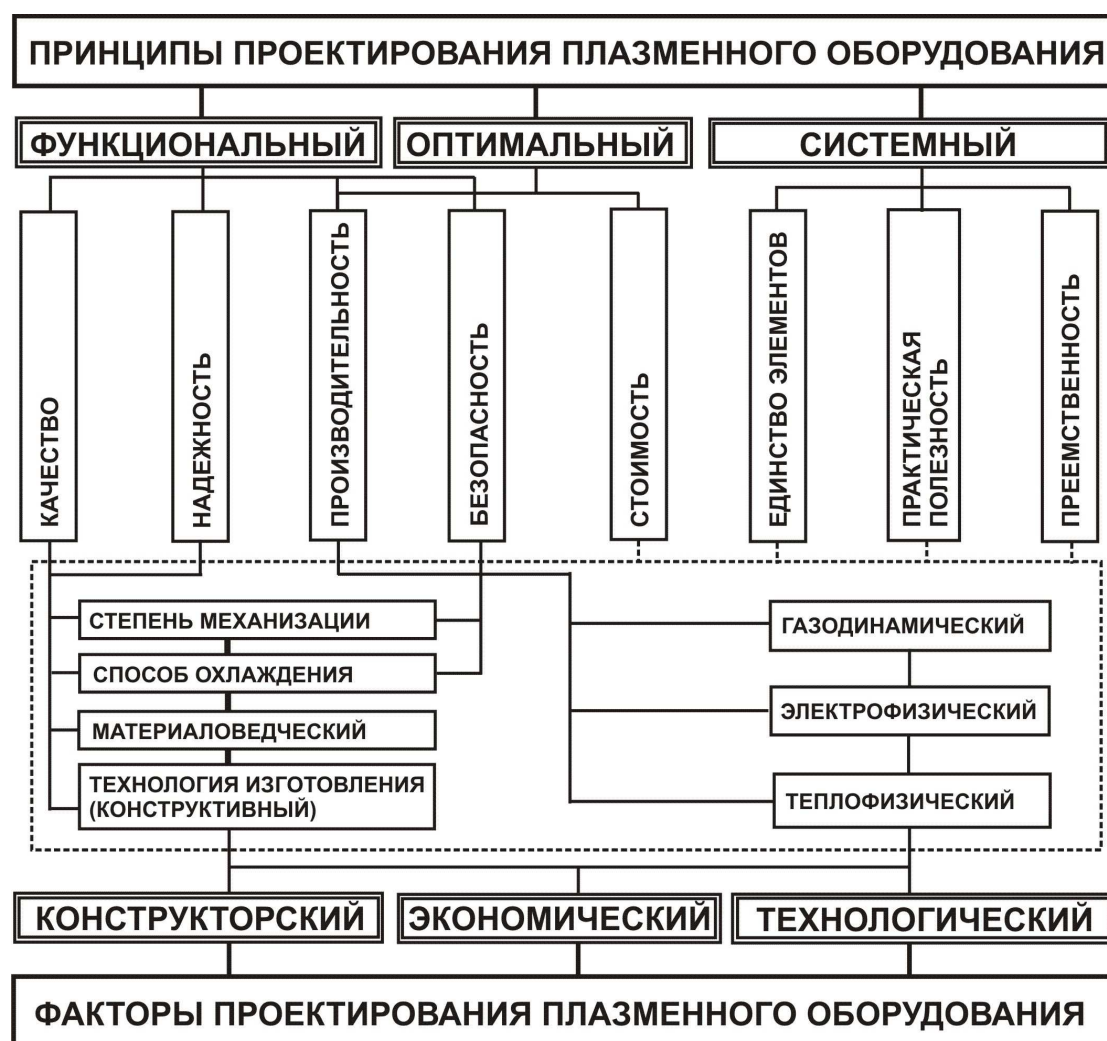 ПРИНЦИПЫ ПРОЕКТИРОВАНИЯ ПЛАЗМЕННОГО ОБОРУДОВАНИЯ
ФУНКЦИОНАЛЬНЫЙ
ОПТИМАЛЬНЫЙ
СИСТЕМНЫЙ
КАЧЕСТВО
НАДЕЖНОСТЬ
ПРОИЗВОДИТЕЛЬНОСТЬ
БЕЗОПАСНОСТЬ
СТОИМОСТЬ
ЕДИНСТВО ЭЛЕМЕНТОВ
ПРАКТИЧЕСКАЯ
ПОЛЕЗНОСТЬ
ПРЕЕМСТВЕННОСТЬ
СТЕПЕНЬ МЕХАНИЗАЦИИ
СПОСОБ ОХЛАЖДЕНИЯ
МАТЕРИАЛОВЕДЧЕСКИЙ
ТЕХНОЛОГИЯ ИЗГОТОВЛЕНИЯ
(КОНСТРУКТИВНЫЙ)
ГАЗОДИНАМИЧЕСКИЙ
ЭЛЕКТРОФИЗИЧЕСКИЙ
ТЕПЛОФИЗИЧЕСКИЙ
КОНСТРУКТОРСКИЙ
ЭКОНОМИЧЕСКИЙ
ТЕХНОЛОГИЧЕСКИЙ
ФАКТОРЫ ПРОЕКТИРОВАНИЯ ПЛАЗМЕННОГО ОБОРУДОВАНИЯ